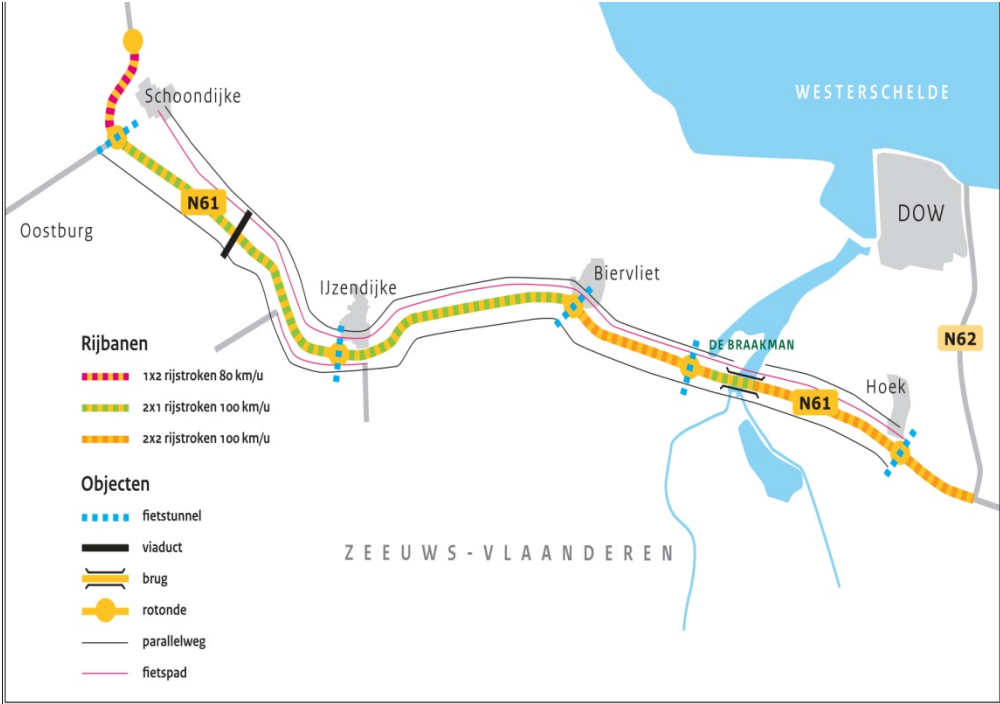 Schoondijke
WESTERSCHELDE
N61
DOW
Oostburg
Biervliet
IJzendijke
N62
DE BRAAKMAN
Hoek
N61
Rijbanen
1x2 rijstroken 80 km/u
2x1 rijstroken 100 km/u
2x2 rijstroken 100 km/u
Objecten
fietstunnel
viaduct
brug
rotonde
parallelweg
fietspad
ZEEUWS-VLAANDEREN